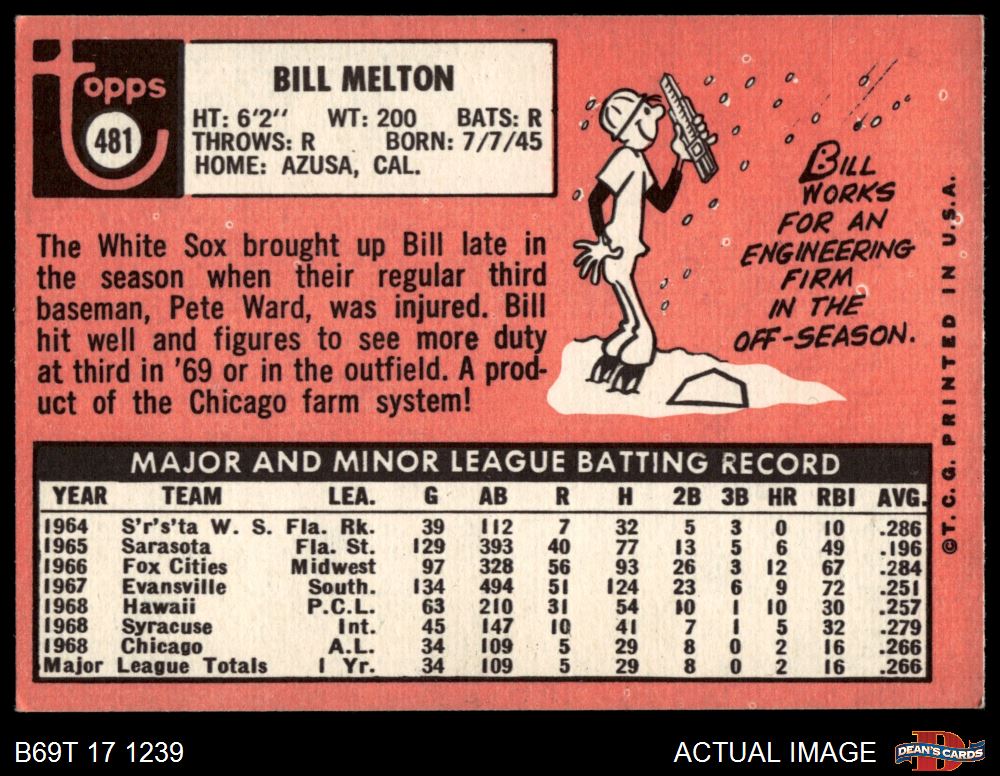 topps
481
BILL MELTON
HT: 6'2" WT: 200 BATS: R
THROWS: R BORN: 7/7/45
HOME: AZUSA, CAL.
The White Sox brought up Bill late in
the season when their regular third
baseman, Pete Ward, was injured. Bill
hit well and figures to see more duty
at third in '69 or in the outfield. A prod-
uct of the Chicago farm system!
BILL
WORKS
FOR AN
ENGINEERING
FIRM
IN THE
OFF-SEASON.
©T. C. G. PRINTED IN U.S.A.
MAJOR AND MINOR LEAGUE BATTING RECORD
YEAR TEAM LEA. G AB R H 2B 3B HR RBI AVG.
1964 S'r's'ta W. S. Fla. Rk. 39 112 7 32 5 3 0 10 .286
1965 Sarasota Fla. St. 129 393 40 77 13 5 6 49 .196
1966 Fox Cities Midwest 97 328 56 93 26 3 12 67 .284
1967 Evansville South. 134 494 51 124 23 6 9 72 .251
1968 Hawaii P.C.L. 63 210 31 54 10 1 10 30 .257
1968 Syracuse Int. 45 147 10 41 7 1 5 32 .279
1968 Chicago A.L. 34 109 5 29 8 0 2 16 .266
Major League Totals 1 Yr. 34 109 5 29 8 0 2 16 .266
B69T 17 1239
ACTUAL IMAGE
D
DEAN'S CARDS